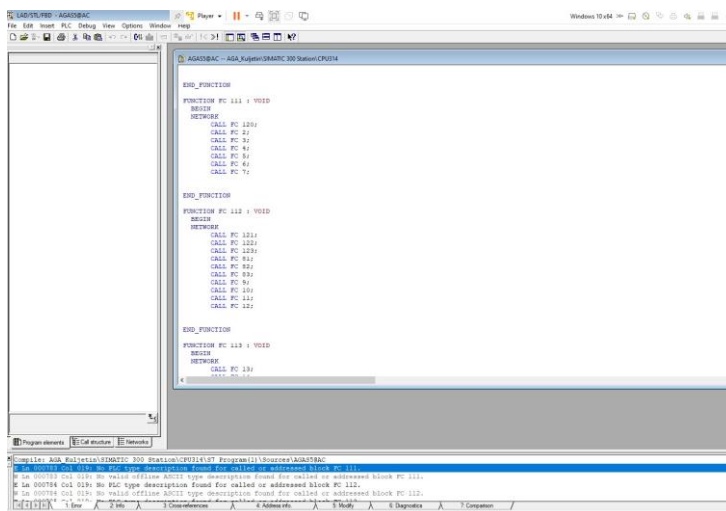 LAD/STL/FBD - AGAS5@AC
Player
Windows 10 x64
File Edit Insert PLC Debug View Options Window Help
AGAS5@AC -- AGA_Kuljetin\SIMATIC 300 Station\CPU314
END_FUNCTION
FUNCTION FC 111 : VOID
BEGIN
NETWORK
CALL FC 120;
CALL FC 2;
CALL FC 3;
CALL FC 4;
CALL FC 5;
CALL FC 6;
CALL FC 7;
END_FUNCTION
FUNCTION FC 112 : VOID
BEGIN
NETWORK
CALL FC 121;
CALL FC 122;
CALL FC 123;
CALL FC 81;
CALL FC 82;
CALL FC 83;
CALL FC 9;
CALL FC 10;
CALL FC 11;
CALL FC 12;
END_FUNCTION
FUNCTION FC 113 : VOID
BEGIN
NETWORK
CALL FC 13;
Program elements Call structure Networks
Compile: AGA_Kuljetin\SIMATIC 300 Station\CPU314\S7 Program(1)\Sources\AGAS5@AC
E Ln 000783 Col 019: No PLC type description found for called or addressed block FC 111.
W Ln 000783 Col 019: No valid offline ASCII type description found for called or addressed block FC 111.
E Ln 000784 Col 019: No PLC type description found for called or addressed block FC 112.
W Ln 000784 Col 019: No valid offline ASCII type description found for called or addressed block FC 112.
1: Error 2: Info 3: Cross-references 4: Address info 5: Modify 6: Diagnostics 7: Comparison